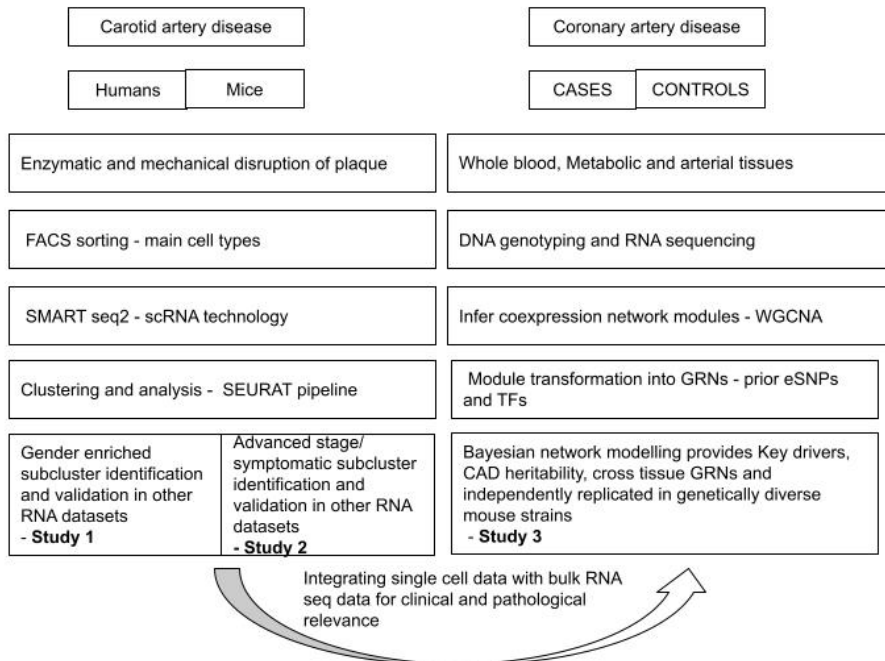 Carotid artery disease
Humans
Mice
Enzymatic and mechanical disruption of plaque
FACS sorting - main cell types
SMART seq2 - scRNA technology
Clustering and analysis - SEURAT pipeline
Gender enriched
subcluster identification
and validation in other
RNA datasets
- Study 1
Advanced stage/
symptomatic subcluster
identification and
validation in other RNA
datasets
- Study 2
Coronary artery disease
CASES
CONTROLS
Whole blood, Metabolic and arterial tissues
DNA genotyping and RNA sequencing
Infer coexpression network modules - WGCNA
Module transformation into GRNs - prior eSNPs
and TFs
Bayesian network modelling provides Key drivers,
CAD heritability, cross tissue GRNs and
independently replicated in genetically diverse
mouse strains
- Study 3
Integrating single cell data with bulk RNA
seq data for clinical and pathological
relevance